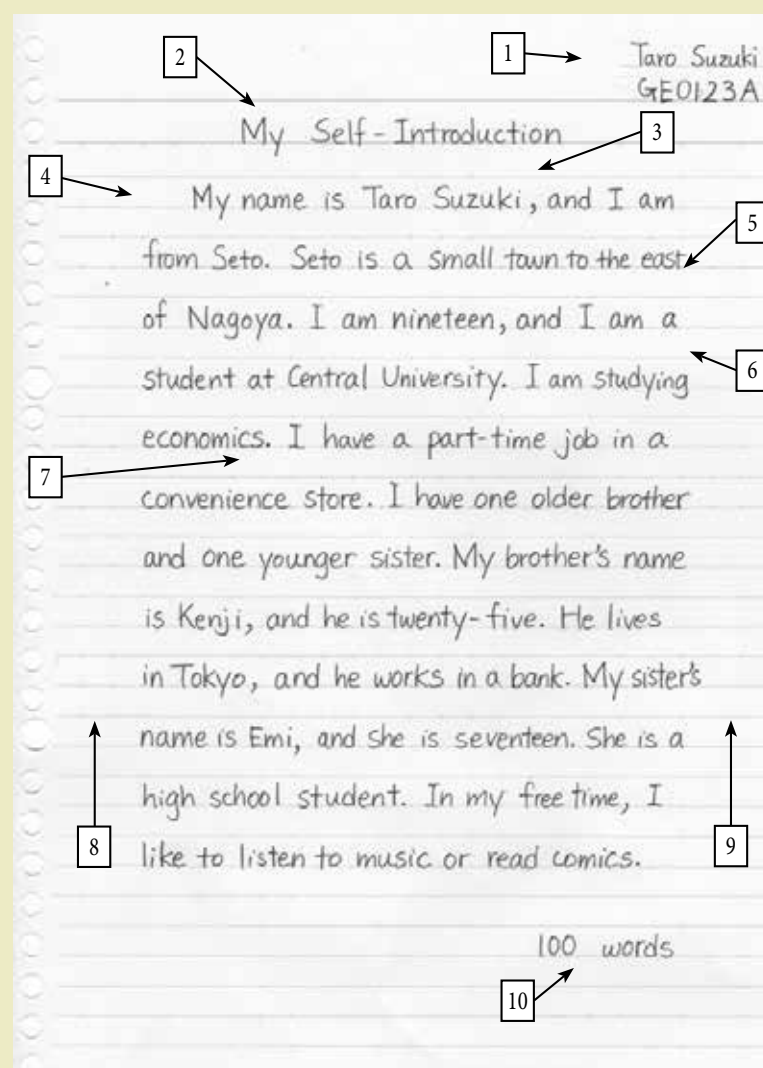 1
Taro Suzuki
GE0123A
2
My Self-Introduction
3
4
My name is Taro Suzuki, and I am
5
from Seto. Seto is a small town to the east
of Nagoya. I am nineteen, and I am a
6
student at Central University. I am studying
economics. I have a part-time job in a
7
convenience store. I have one older brother
and one younger sister. My brother's name
is Kenji, and he is twenty-five. He lives
in Tokyo, and he works in a bank. My sister's
name is Emi, and she is seventeen. She is a
high school student. In my free time, I
8
9
like to listen to music or read comics.
100 words
10